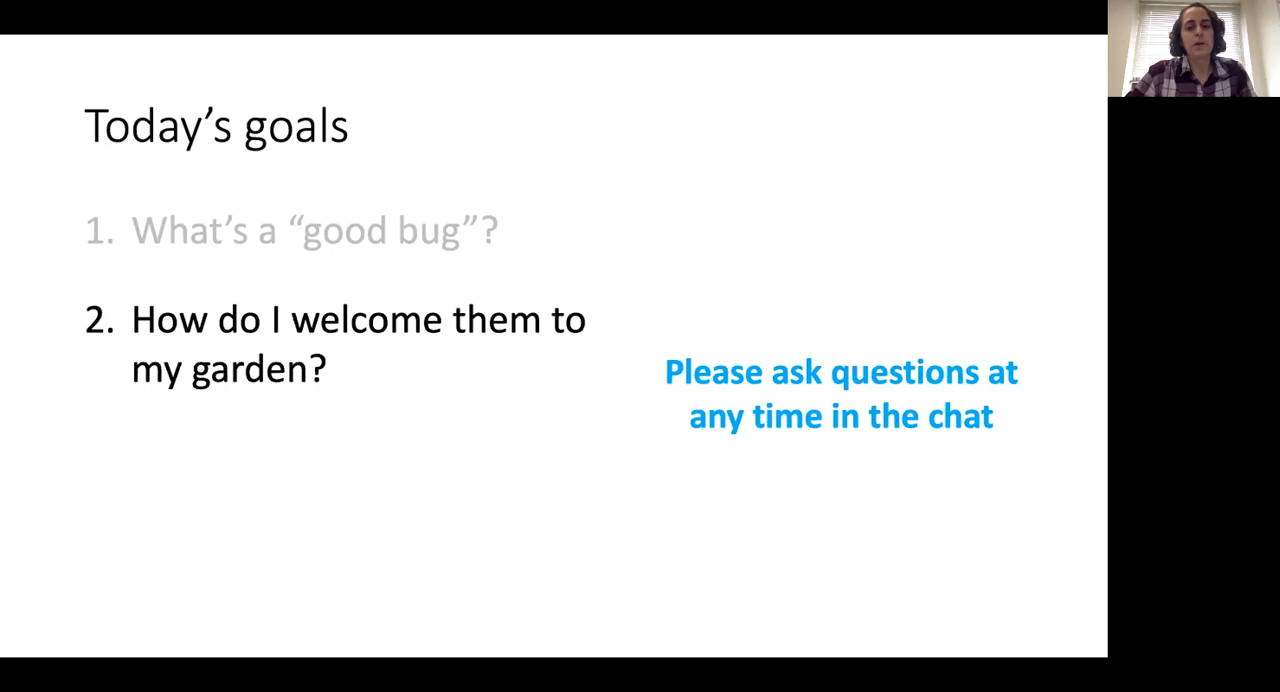 Today’s goals
1. What’s a “good bug”?
2. How do I welcome them to
my garden?
Please ask questions at
any time in the chat